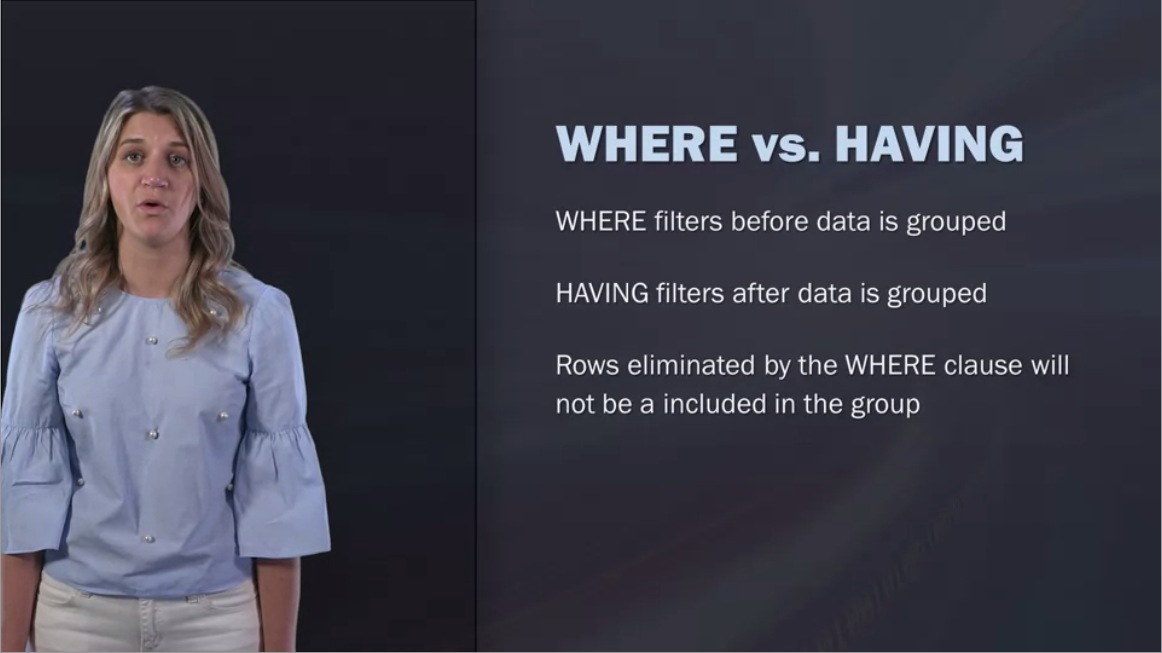 WHERE vs. HAVING
WHERE filters before data is grouped
HAVING filters after data is grouped
Rows eliminated by the WHERE clause will
not be a included in the group